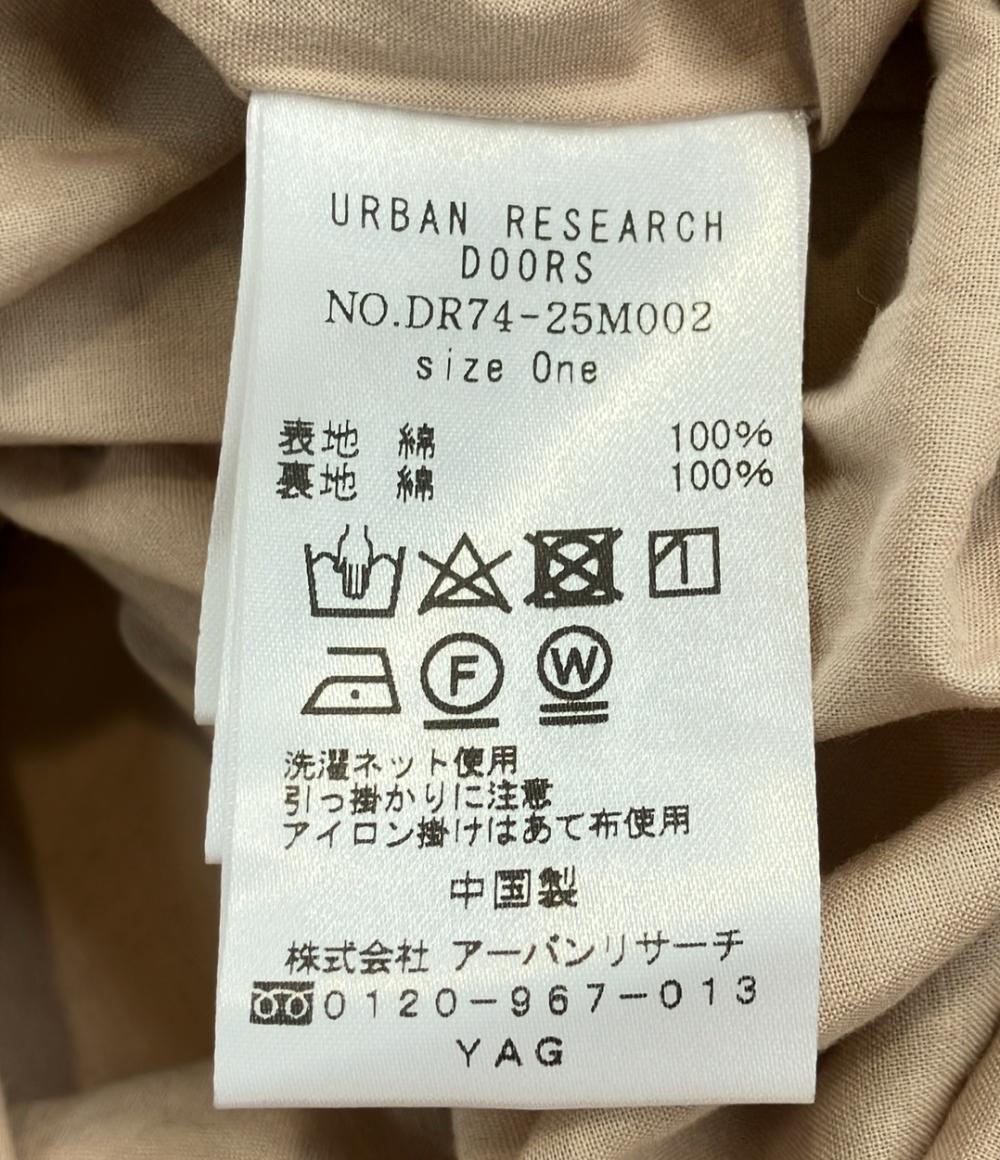 URBAN RESEARCH
DOORS
NO.DR74-25M002
size One
表地 綿 100%
裏地 綿 100%
F W
洗濯ネット使用
引っ掛かりに注意
アイロン掛けはあて布使用
中国製
株式会社 アーバンリサーチ
0120-967-013
YAG